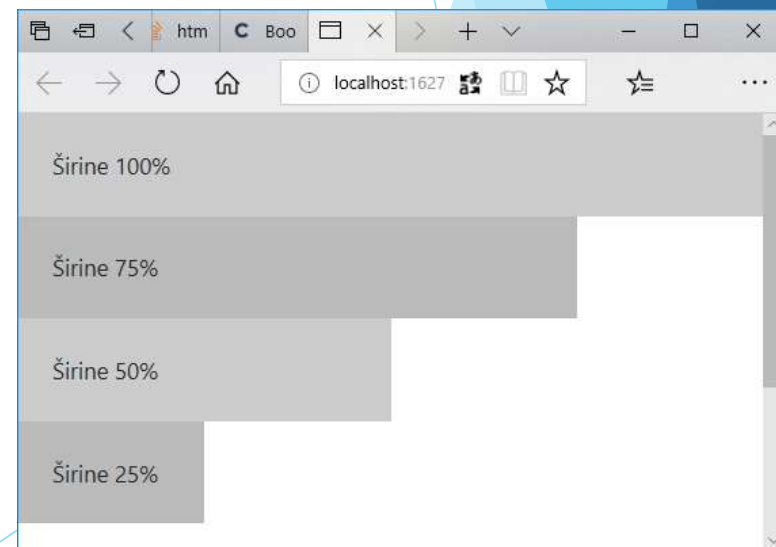 htm
C Boo
localhost:1627
Širine 100%
Širine 75%
Širine 50%
Širine 25%